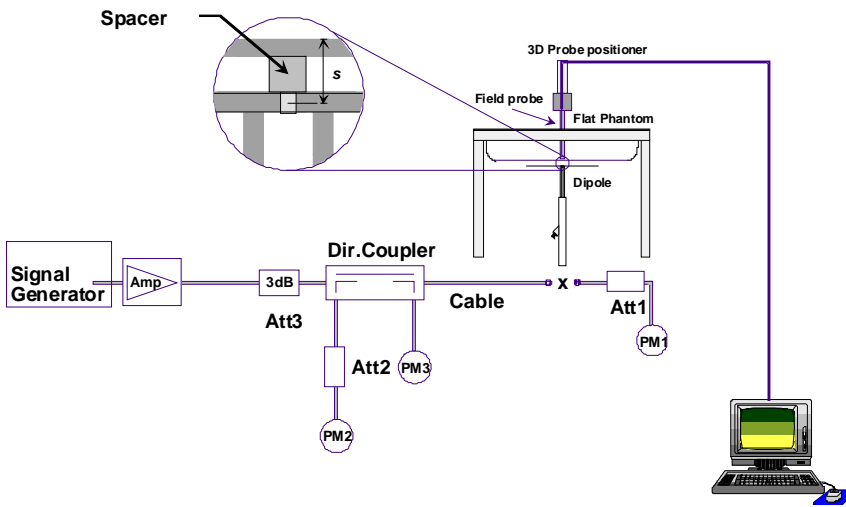 Spacer
s
3D Probe positioner
Field probe
Flat Phantom
Dipole
Signal
Generator
Amp
3dB
Att3
Dir.Coupler
Cable
x
Att1
PM1
Att2
PM3
PM2